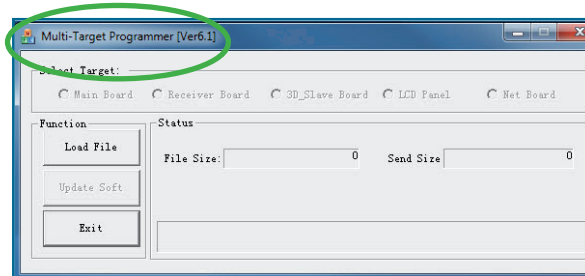 Multi-Target Programmer [Ver6.1]
Select Target:
Main Board Receiver Board 3D_Slave Board LCD Panel Net Board
Function
Status
Load File
File Size: 0 Send Size 0
Update Soft
Exit